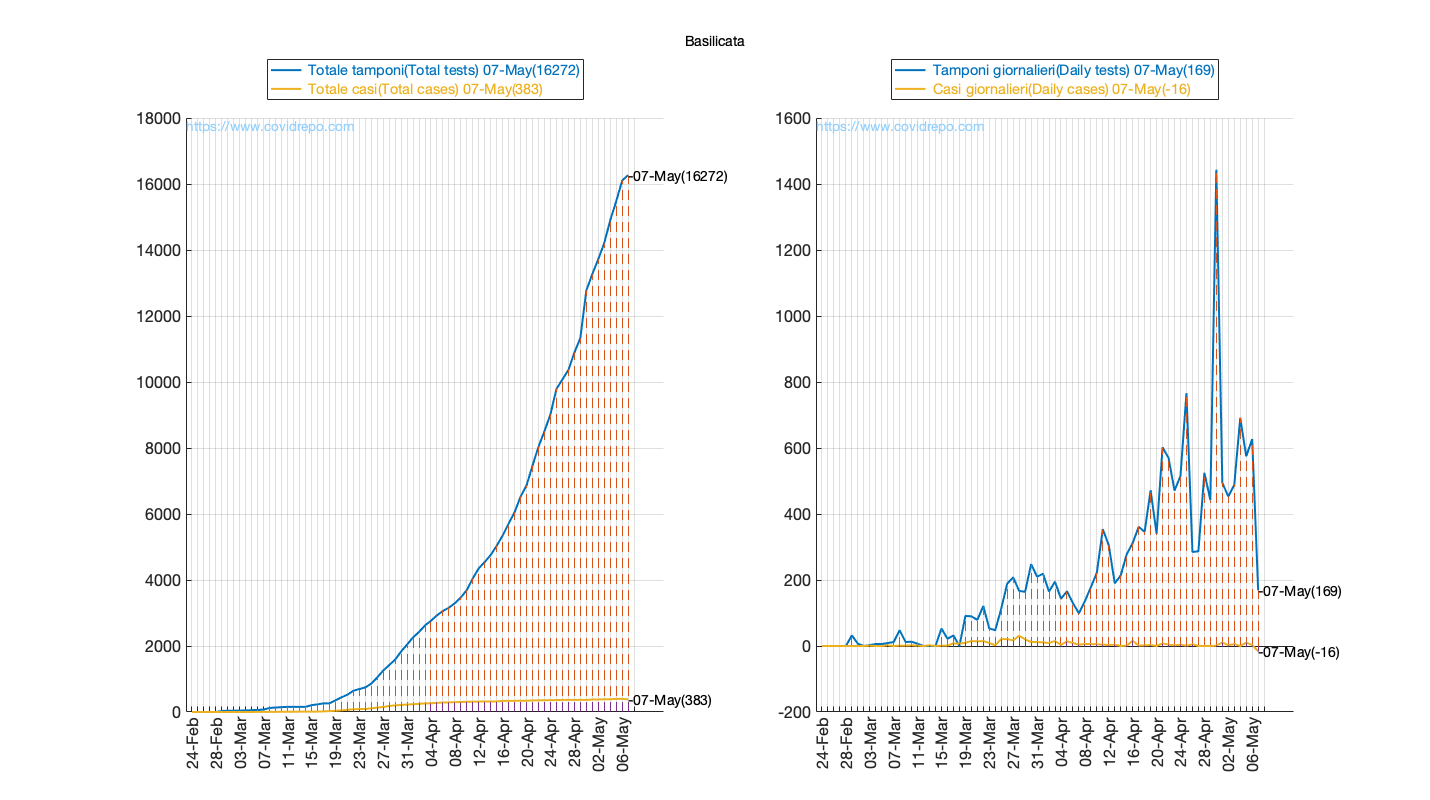 Basilicata
Totale tamponi(Total tests) 07-May(16272)
Totale casi(Total cases) 07-May(383)
18000
https://www.covidrepo.com
16000
14000
12000
10000
8000
6000
4000
2000
0
07-May(16272)
07-May(383)
24-Feb
28-Feb
03-Mar
07-Mar
11-Mar
15-Mar
19-Mar
23-Mar
27-Mar
31-Mar
04-Apr
08-Apr
12-Apr
16-Apr
20-Apr
24-Apr
28-Apr
02-May
06-May
Tamponi giornalieri(Daily tests) 07-May(169)
Casi giornalieri(Daily cases) 07-May(-16)
1600
https://www.covidrepo.com
1400
1200
1000
800
600
400
200
0
-200
07-May(169)
07-May(-16)
24-Feb
28-Feb
03-Mar
07-Mar
11-Mar
15-Mar
19-Mar
23-Mar
27-Mar
31-Mar
04-Apr
08-Apr
12-Apr
16-Apr
20-Apr
24-Apr
28-Apr
02-May
06-May